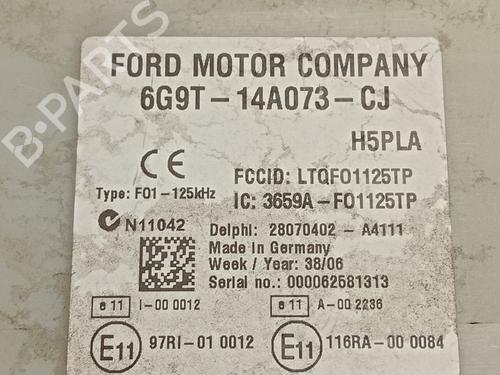 B-PARTS
FORD MOTOR COMPANY
6G9T-14A073-CJ
H5PLA
CE
FCCID: LTQFO1125TP
Type: F01-125kHz
IC: 3659A-FO1125TP
N11042
Delphi: 28070402-A4111
Made in Germany
Week / Year: 38/06
Serial no: 000062581313
e11 I-00 0012
e11 A-00 2236
E11 97RI-01 0012
E11 116RA-00 0084